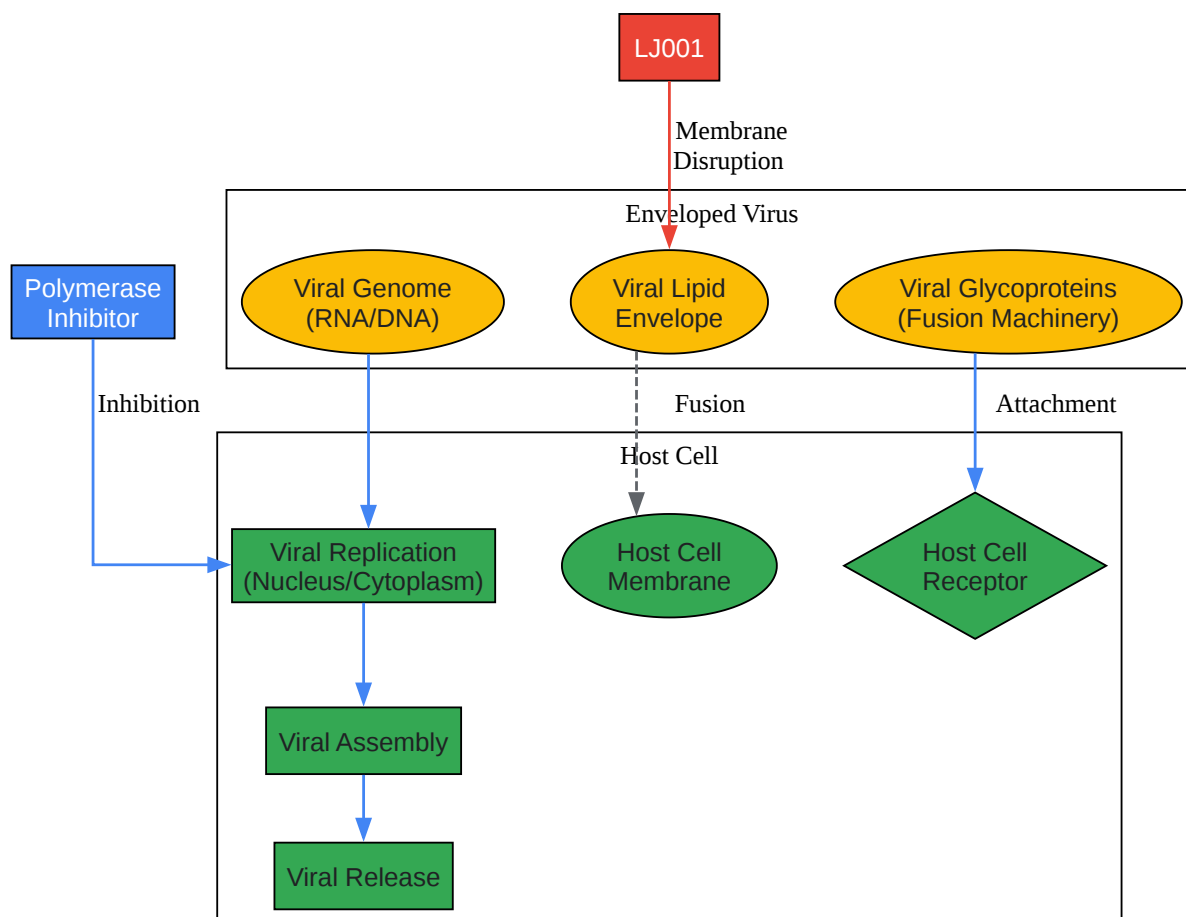 LJ001
Membrane
Disruption
Enveloped Virus
Polymerase
Inhibitor
Viral Genome
(RNA/DNA)
Viral Lipid
Envelope
Viral Glycoproteins
(Fusion Machinery)
Inhibition
Fusion
Attachment
Host Cell
Viral Replication
(Nucleus/Cytoplasm)
Host Cell
Membrane
Host Cell
Receptor
Viral Assembly
Viral Release